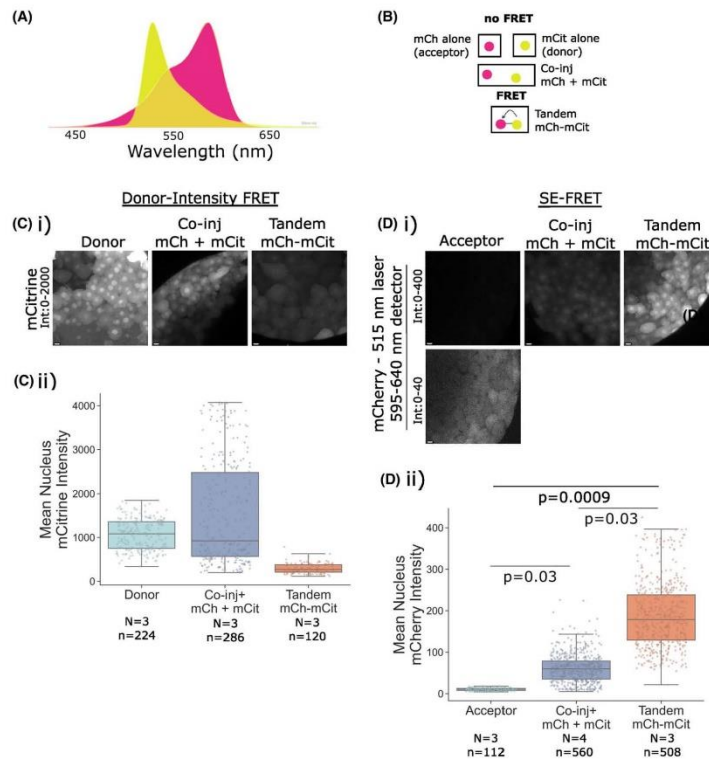 (A)
450
550
650
Wavelength (nm)
(B)
no FRET
mCh alone
(acceptor)
mCit alone
(donor)
Co-inj
mCh + mCit
FRET
Tandem
mCh-mCit
Donor-Intensity FRET
(C) i)
Donor
Co-inj
mCh + mCit
Tandem
mCh-mCit
mCitrine
Int:0-2000
(C) ii)
Mean Nucleus
mCitrine Intensity
4000
3000
2000
1000
0
Donor
Co-inj+
mCh + mCit
Tandem
mCh-mCit
N=3
n=224
N=3
n=286
N=3
n=120
SE-FRET
(D) i)
Acceptor
Co-inj
mCh + mCit
Tandem
mCh-mCit
mCherry - 515 nm laser
595-640 nm detector
Int:0-400
Int:0-40
(D
(D) ii)
p=0.0009
p=0.03
p=0.03
Mean Nucleus
mCherry Intensity
400
300
200
100
0
Acceptor
Co-inj+
mCh + mCit
Tandem
mCh-mCit
N=3
n=112
N=4
n=560
N=3
n=508